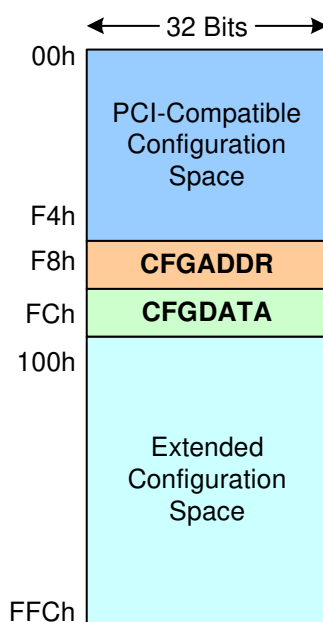 32 Bits
00h
PCI-Compatible
Configuration
Space
F4h
F8h
CFGADDR
FCh
CFGDATA
100h
Extended
Configuration
Space
FFCh